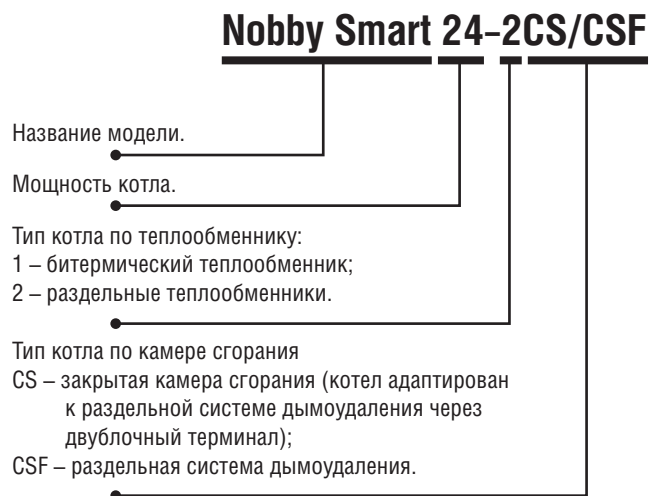 Nobby Smart 24–2CS/CSF
Название модели.
Мощность котла.
Тип котла по теплообменнику:
1 – битермический теплообменник;
2 – раздельные теплообменники.
Тип котла по камере сгорания
CS – закрытая камера сгорания (котел адаптирован
к раздельной системе дымоудаления через
двублочный терминал);
CSF – раздельная система дымоудаления.